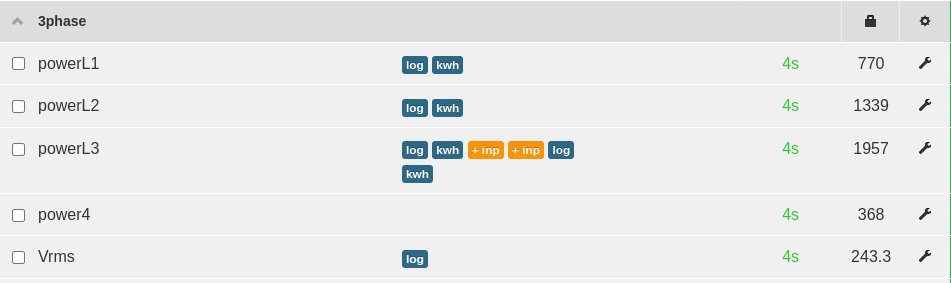 3phase
powerL1 log kwh 4s 770
powerL2 log kwh 4s 1339
powerL3 log kwh + inp + inp log 4s 1957
kwh
power4 4s 368
Vrms log 4s 243.3